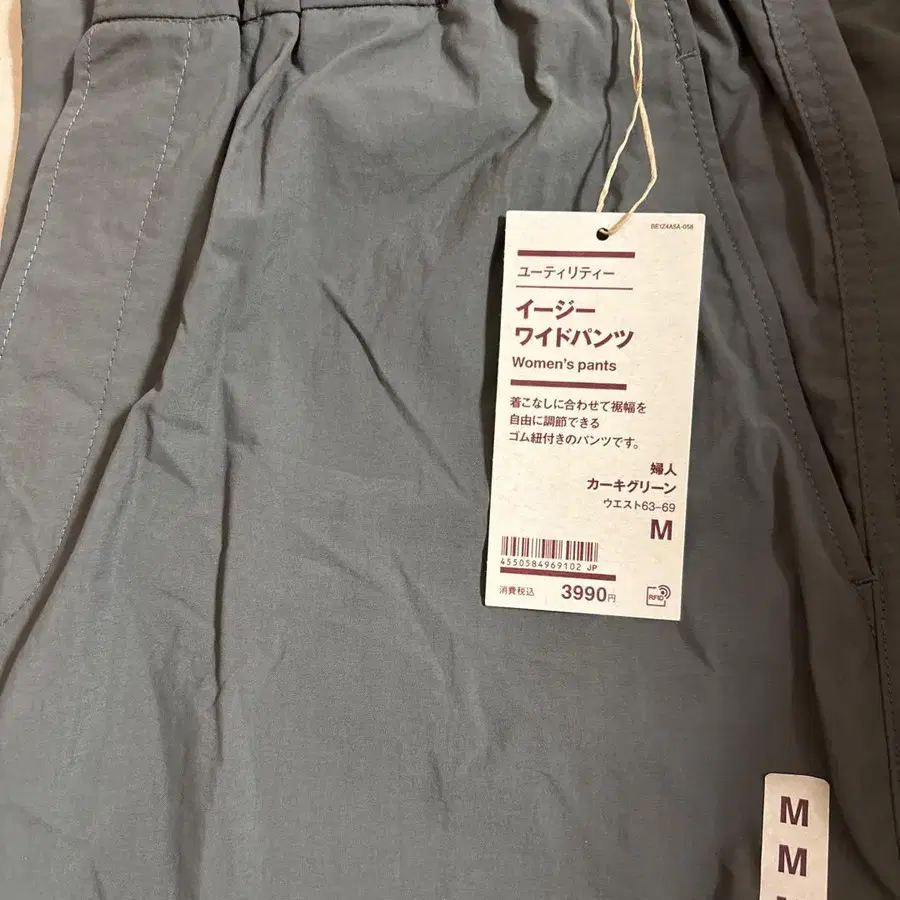 BE1Z4A5A-058
ユーティリティー
イージー
ワイドパンツ
Women's pants
着こなしに合わせて裾幅を
自由に調節できる
ゴム紐付きのパンツです。
婦人
カーキグリーン
ウエスト63-69
M
4550584969102 JP
消費税込 3990円
RFID
M
M